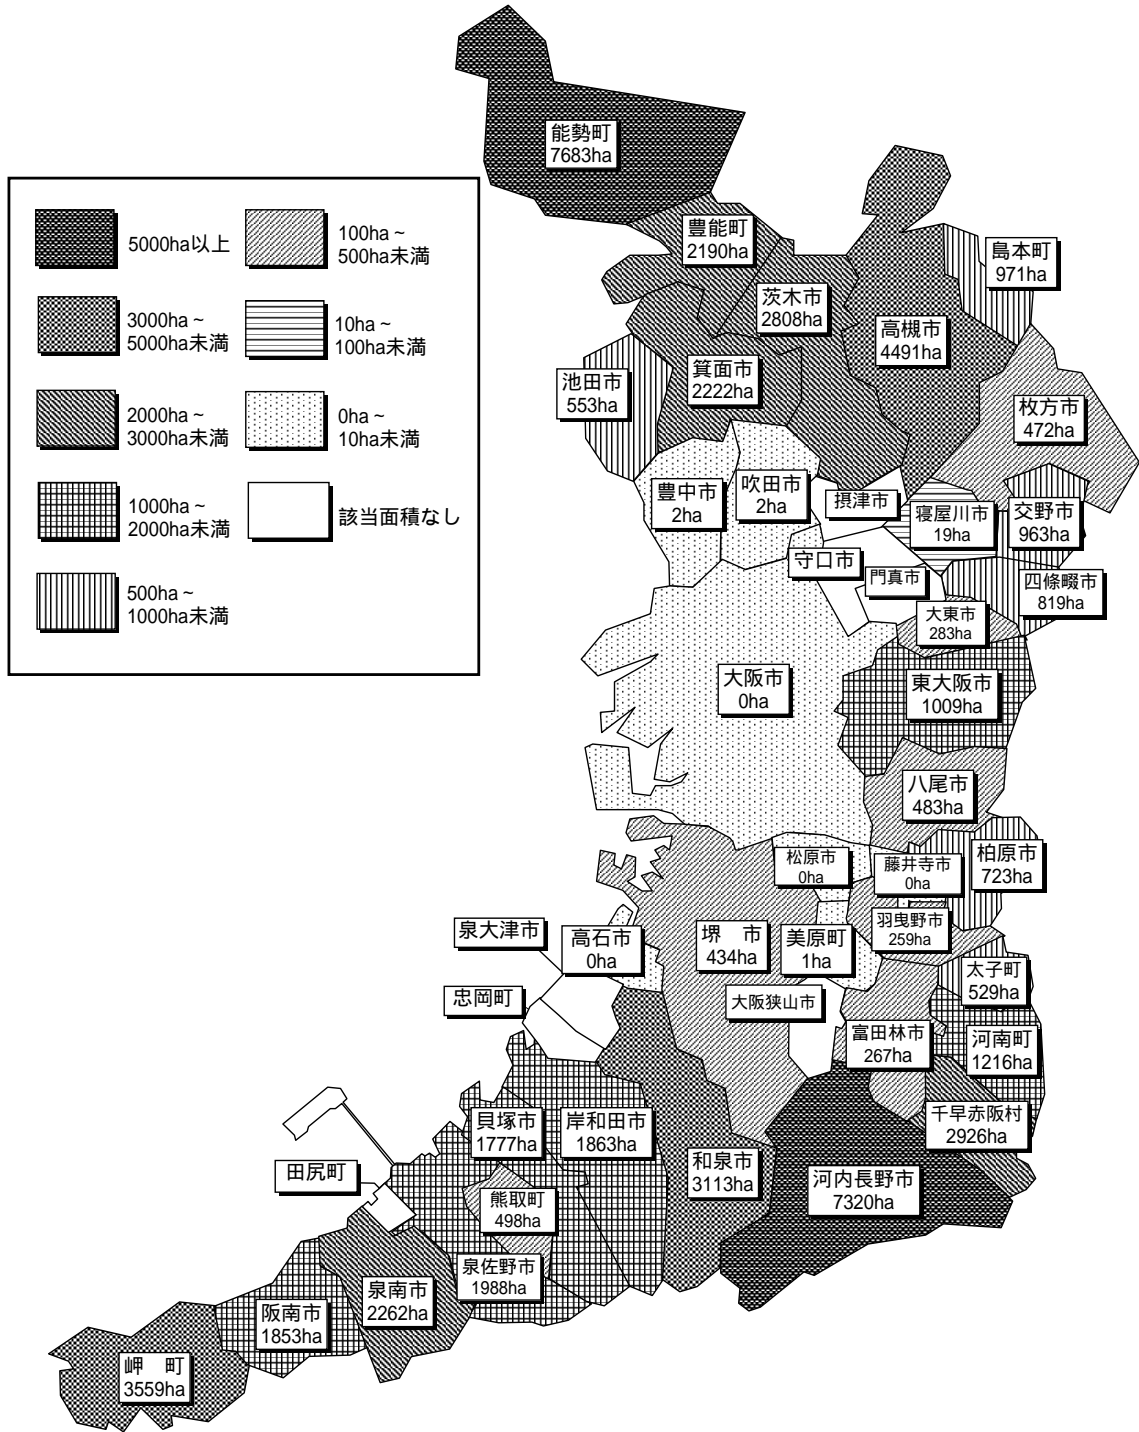 能勢町
7683ha
豊能町
2190ha
島本町
971ha
茨木市
2808ha
高槻市
4491ha
箕面市
2222ha
池田市
553ha
枚方市
472ha
豊中市
2ha
吹田市
2ha
摂津市
寝屋川市
19ha
交野市
963ha
守口市
門真市
四條畷市
819ha
大東市
283ha
大阪市
0ha
東大阪市
1009ha
八尾市
483ha
松原市
0ha
藤井寺市
0ha
柏原市
723ha
羽曳野市
259ha
泉大津市
高石市
0ha
堺　市
434ha
美原町
1ha
太子町
529ha
忠岡町
大阪狭山市
富田林市
267ha
河南町
1216ha
貝塚市
1777ha
岸和田市
1863ha
千早赤阪村
2926ha
和泉市
3113ha
河内長野市
7320ha
田尻町
熊取町
498ha
泉佐野市
1988ha
泉南市
2262ha
阪南市
1853ha
岬　町
3559ha
5000ha以上
3000ha～
5000ha未満
2000ha～
3000ha未満
1000ha～
2000ha未満
500ha～
1000ha未満
100ha～
500ha未満
10ha～
100ha未満
0ha～
10ha未満
該当面積なし